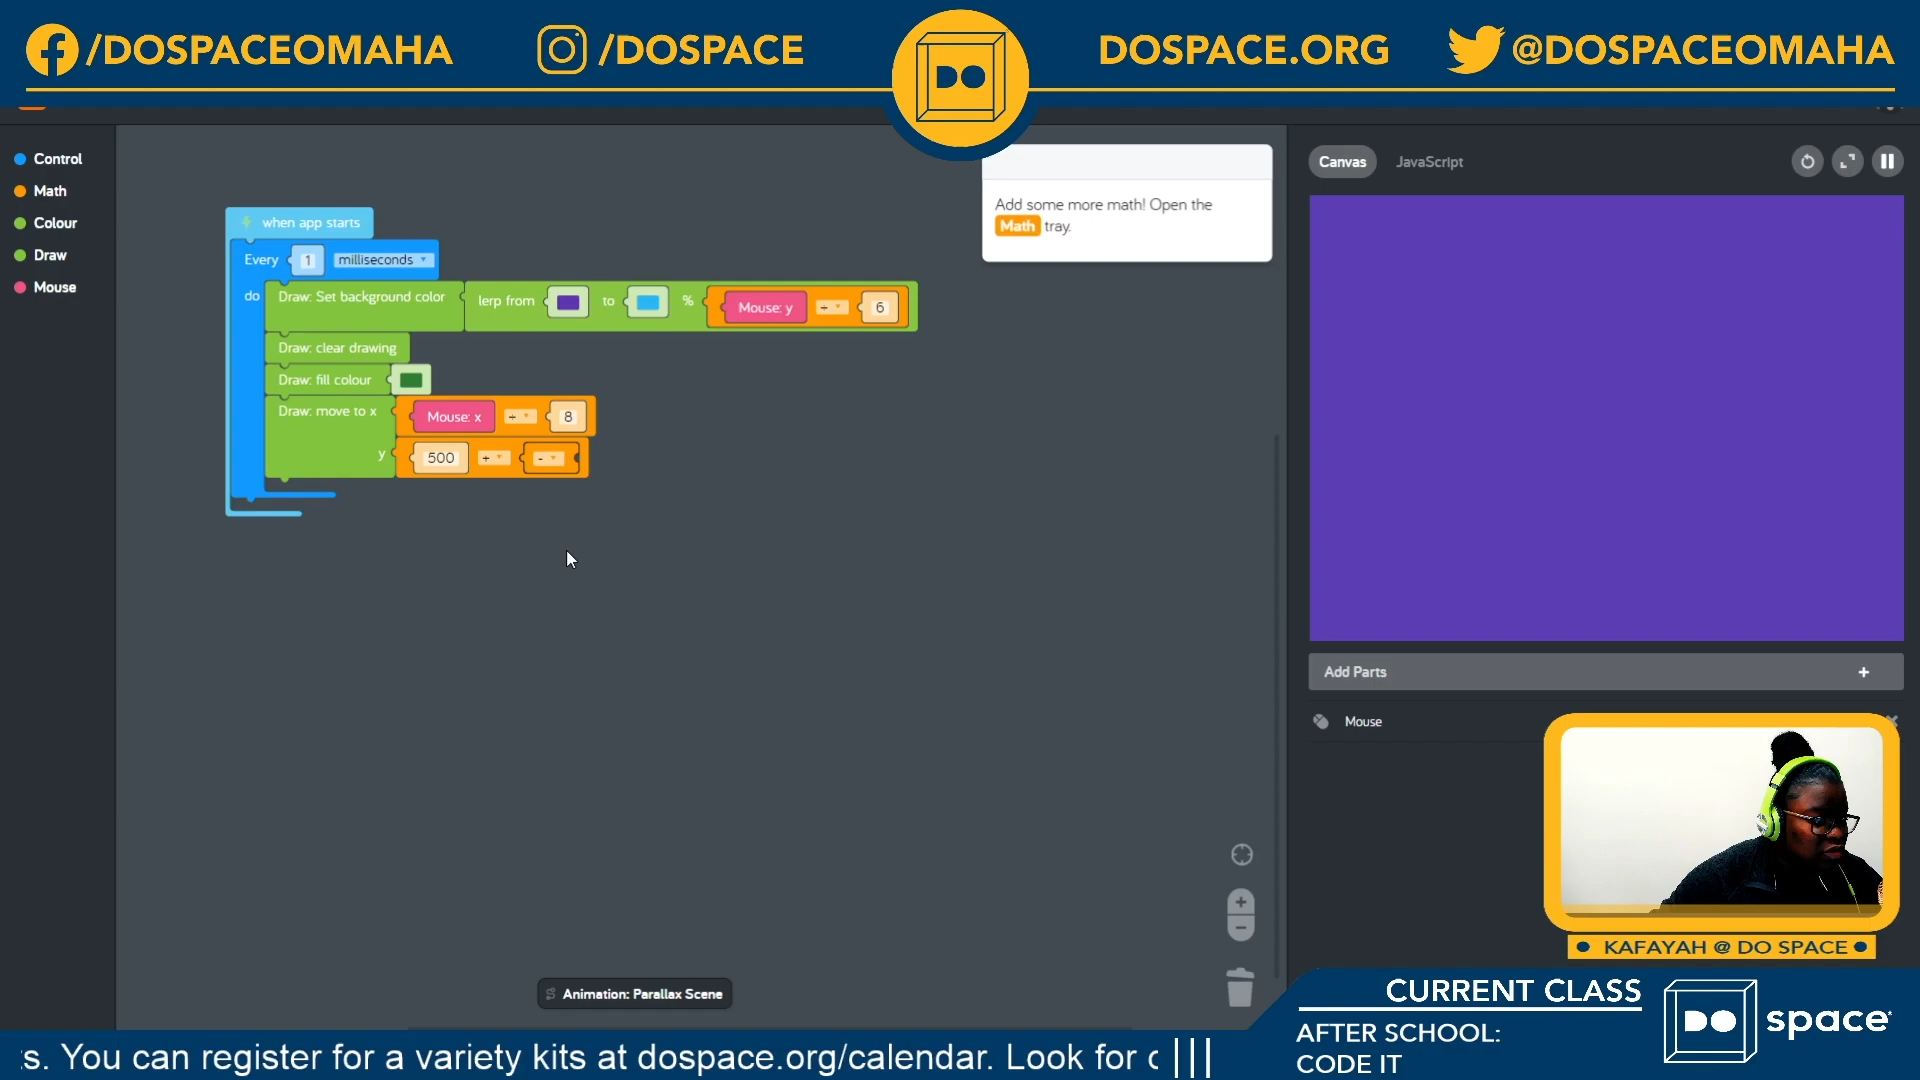 /DOSPACEOMAHA
/DOSPACE
DO
DOSPACE.ORG
@DOSPACEOMAHA
Control
Math
Colour
Draw
Mouse
when app starts
Every 1 milliseconds
do Draw: Set background color lerp from to % Mouse: y ÷ 6
Draw: clear drawing
Draw: fill colour
Draw: move to x Mouse: x ÷ 8
y 500 + -
Add some more math! Open the
Math tray.
Canvas JavaScript
Add Parts +
Mouse
KAFAYAH @ DO SPACE
Animation: Parallax Scene
CURRENT CLASS
AFTER SCHOOL:
CODE IT
DO space
ts. You can register for a variety kits at dospace.org/calendar. Look for